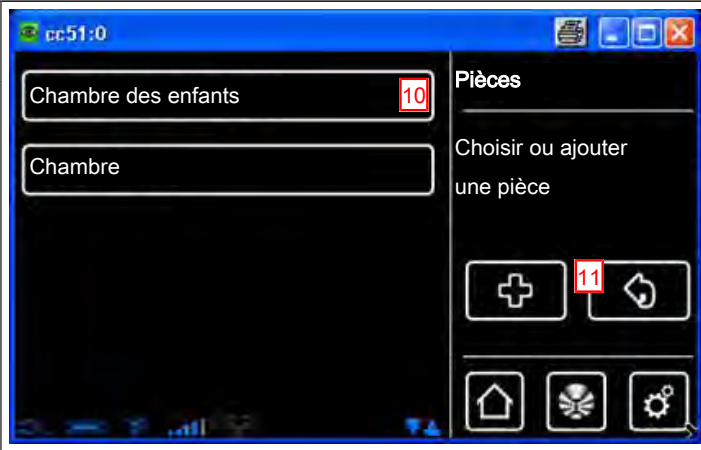 cc51:0
Chambre des enfants
10
Chambre
Pièces
Choisir ou ajouter
une pièce
11